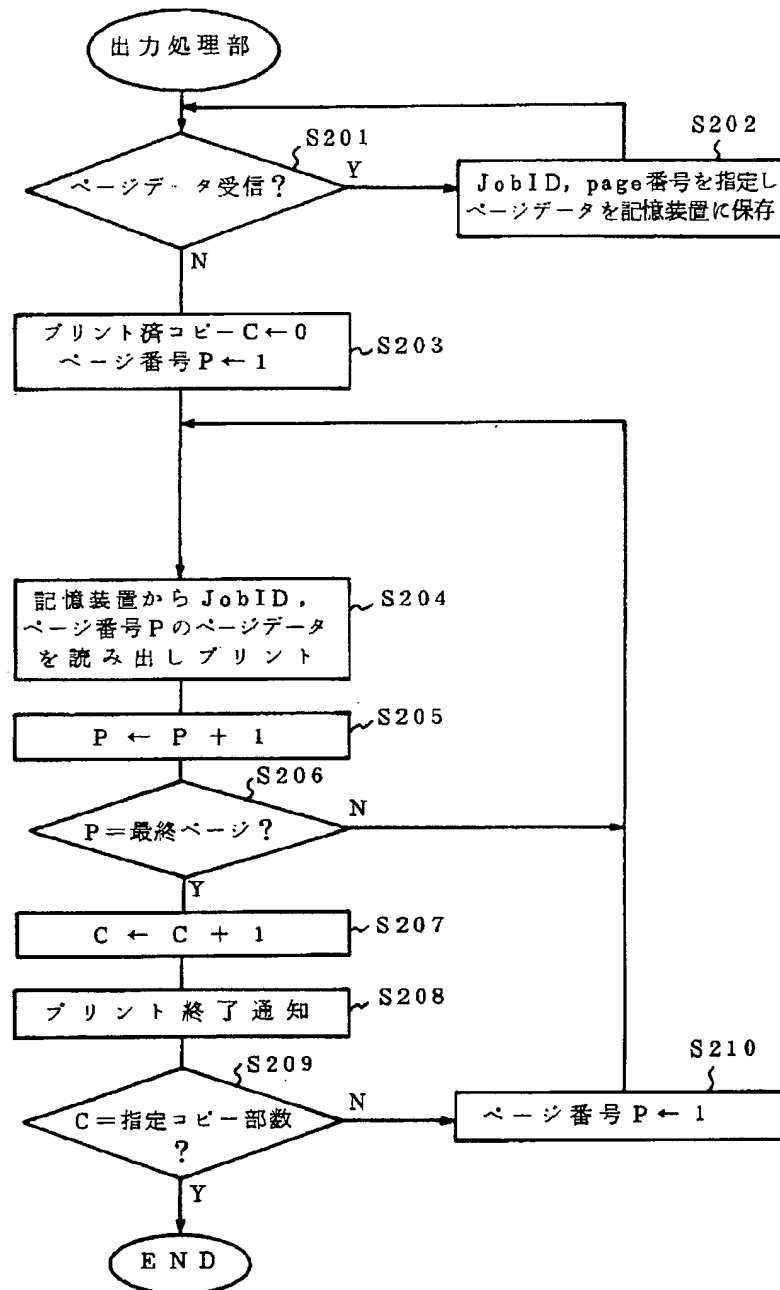 出力処理部
S201
ページデータ受信?
Y
N
S202
JobID, page番号を指定し
ページデータを記憶装置に保存
プリント済コピーC←0
ページ番号P←1
S203
記憶装置からJobID,
ページ番号Pのページデータ
を読み出しプリント
S204
P ← P + 1
S205
S206
P=最終ページ?
N
Y
C ← C + 1
S207
プリント終了通知
S208
S209
C=指定コピー部数
?
N
Y
S210
ページ番号P←1
END